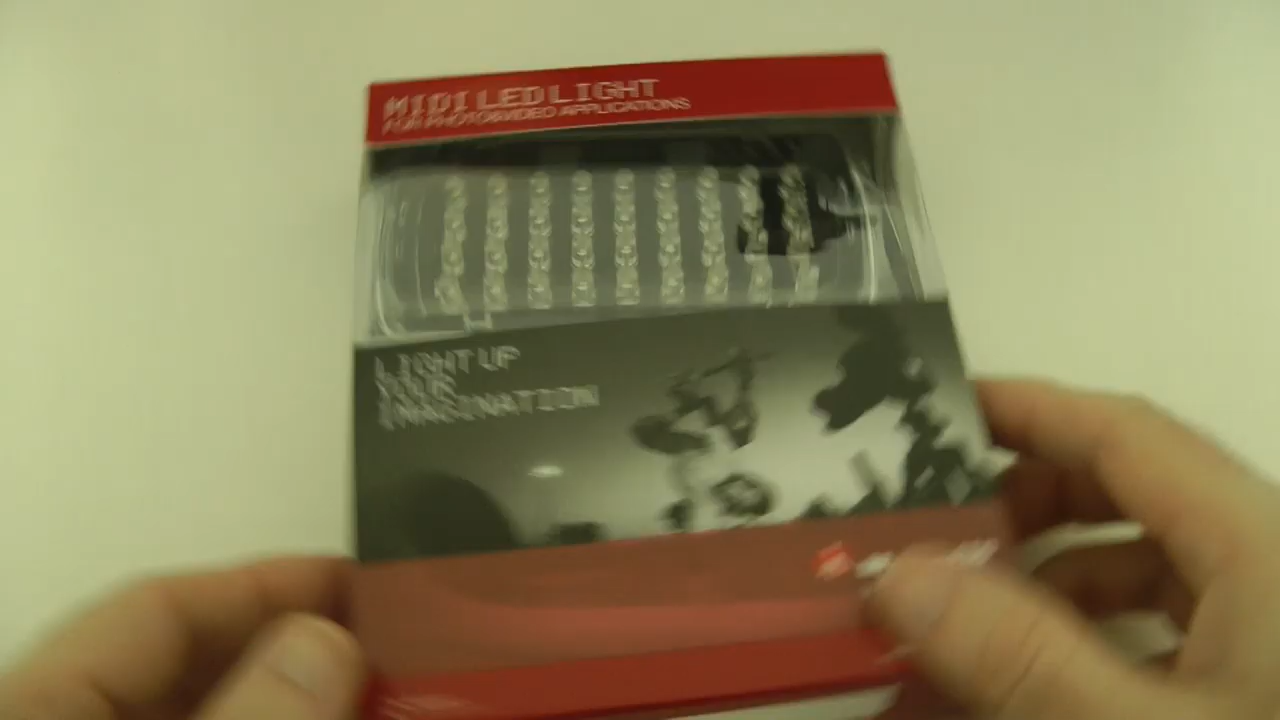 MIDI LED LIGHT
FOR PHOTO&VIDEO APPLICATIONS
LIGHT UP
YOUR
IMAGINATION